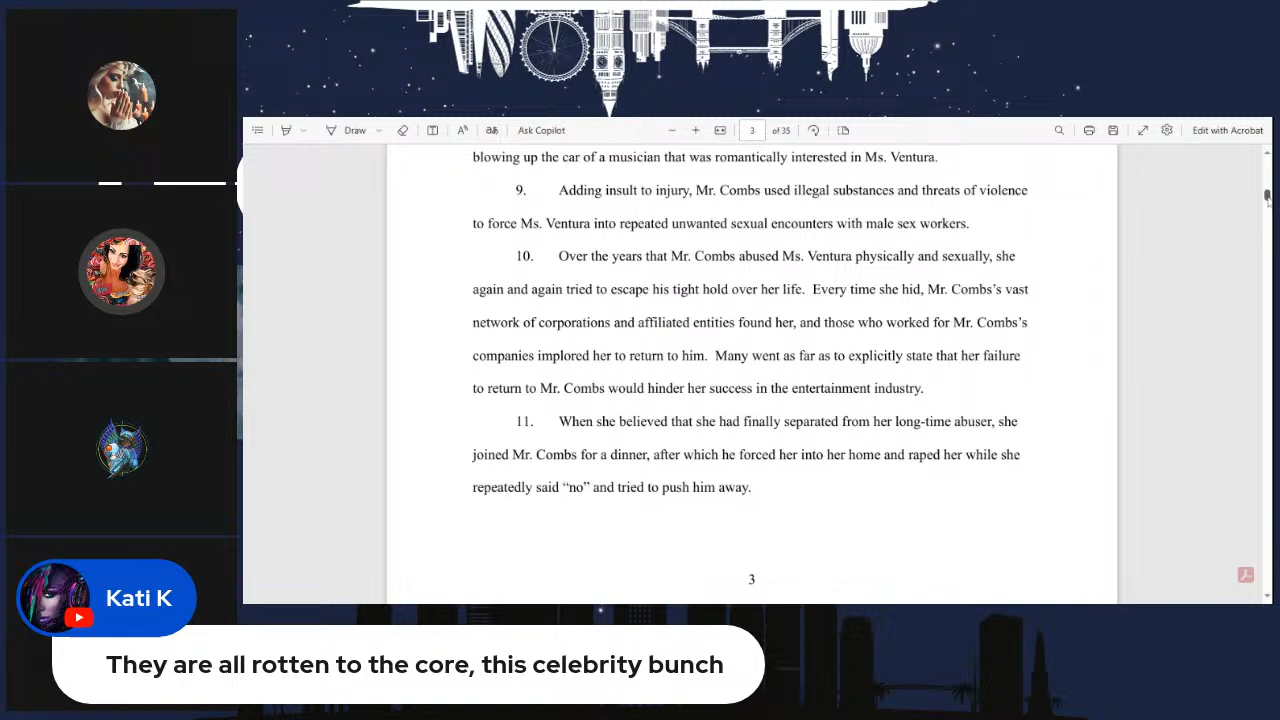 Draw
Ask Copilot
3
of 35
Edit with Acrobat
blowing up the car of a musician that was romantically interested in Ms. Ventura.
9. Adding insult to injury, Mr. Combs used illegal substances and threats of violence
to force Ms. Ventura into repeated unwanted sexual encounters with male sex workers.
10. Over the years that Mr. Combs abused Ms. Ventura physically and sexually, she
again and again tried to escape his tight hold over her life. Every time she hid, Mr. Combs’s vast
network of corporations and affiliated entities found her, and those who worked for Mr. Combs’s
companies implored her to return to him. Many went as far as to explicitly state that her failure
to return to Mr. Combs would hinder her success in the entertainment industry.
11. When she believed that she had finally separated from her long-time abuser, she
joined Mr. Combs for a dinner, after which he forced her into her home and raped her while she
repeatedly said “no” and tried to push him away.
3
Kati K
They are all rotten to the core, this celebrity bunch